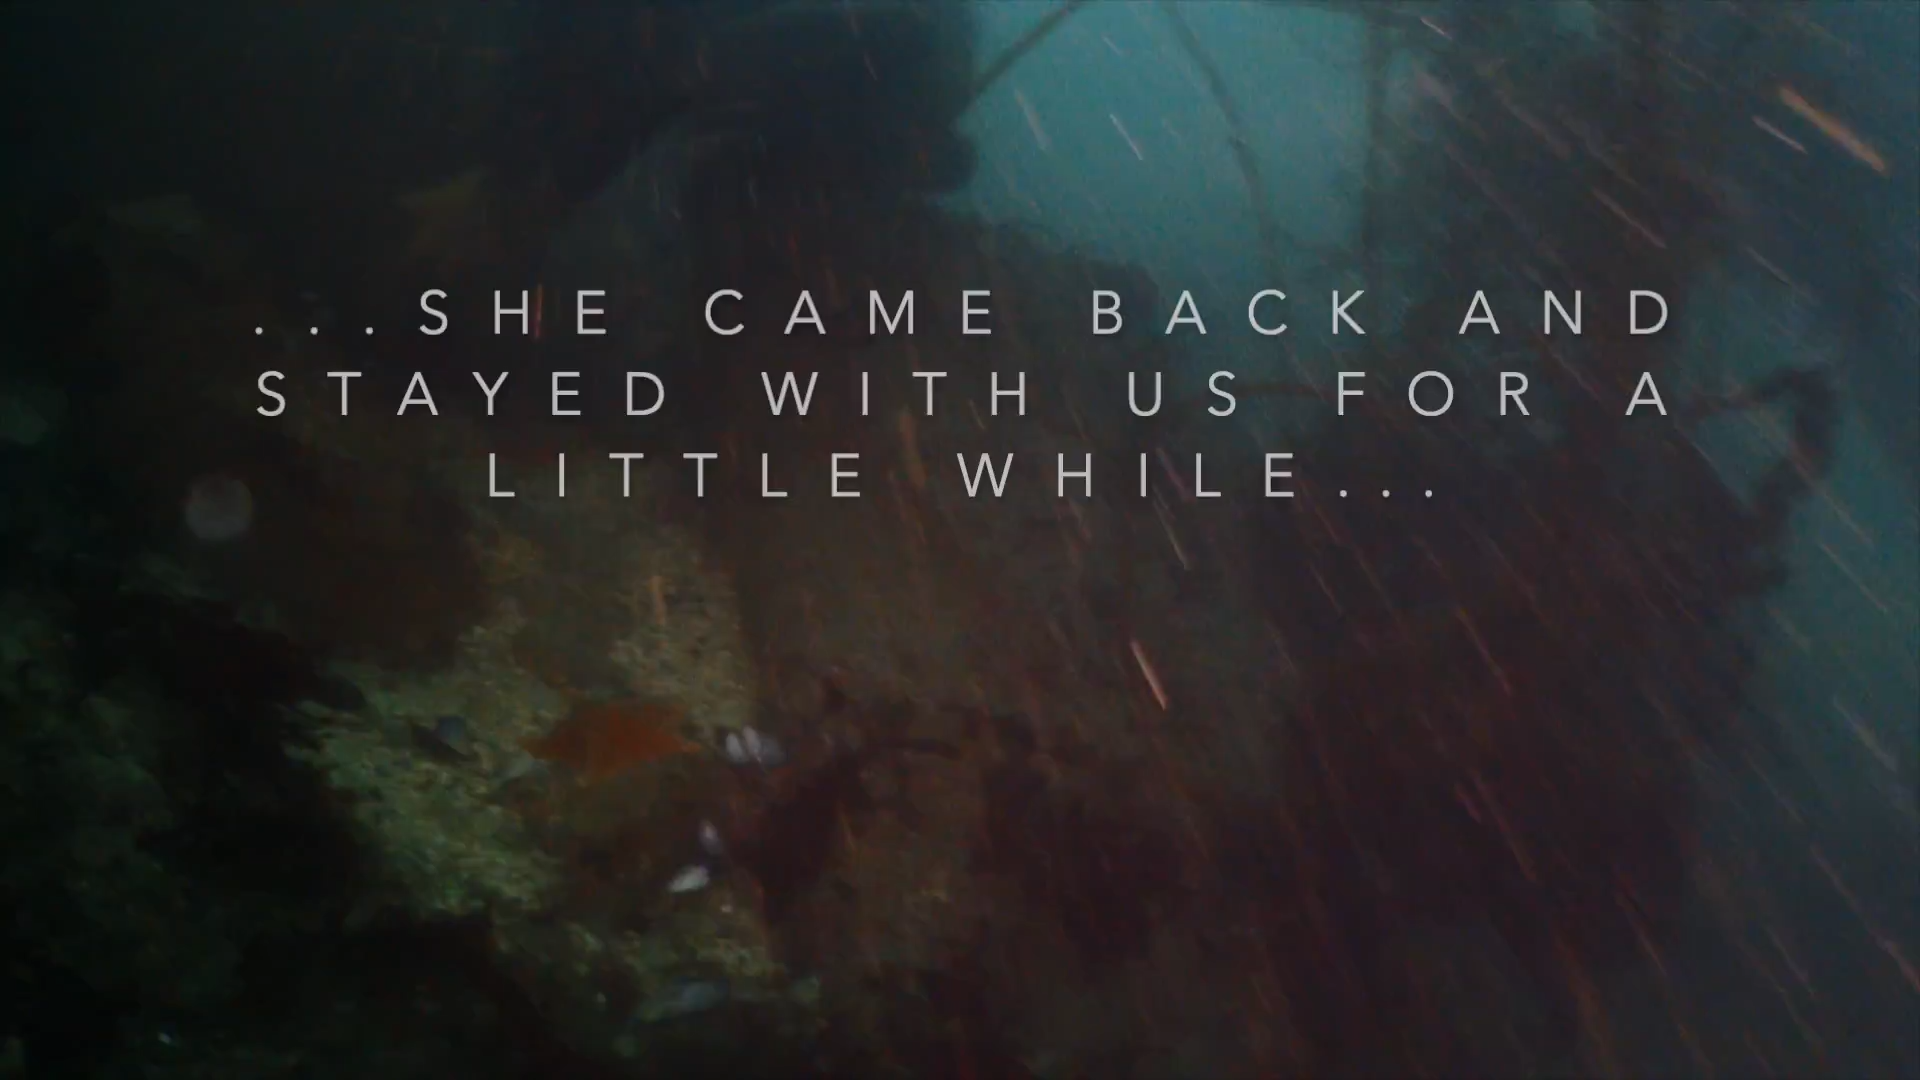 ...SHE CAME BACK AND
STAYED WITH US FOR A
LITTLE WHILE...